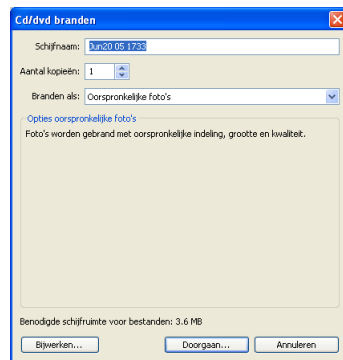 Cd/dvd branden
Schijfnaam: Jun20 05 1733
Aantal kopieën: 1
Branden als: Oorspronkelijke foto's
Opties oorspronkelijke foto's
Foto's worden gebrand met oorspronkelijke indeling, grootte en kwaliteit.
Benodigde schijfruimte voor bestanden: 3.6 MB
Bijwerken... Doorgaan... Annuleren